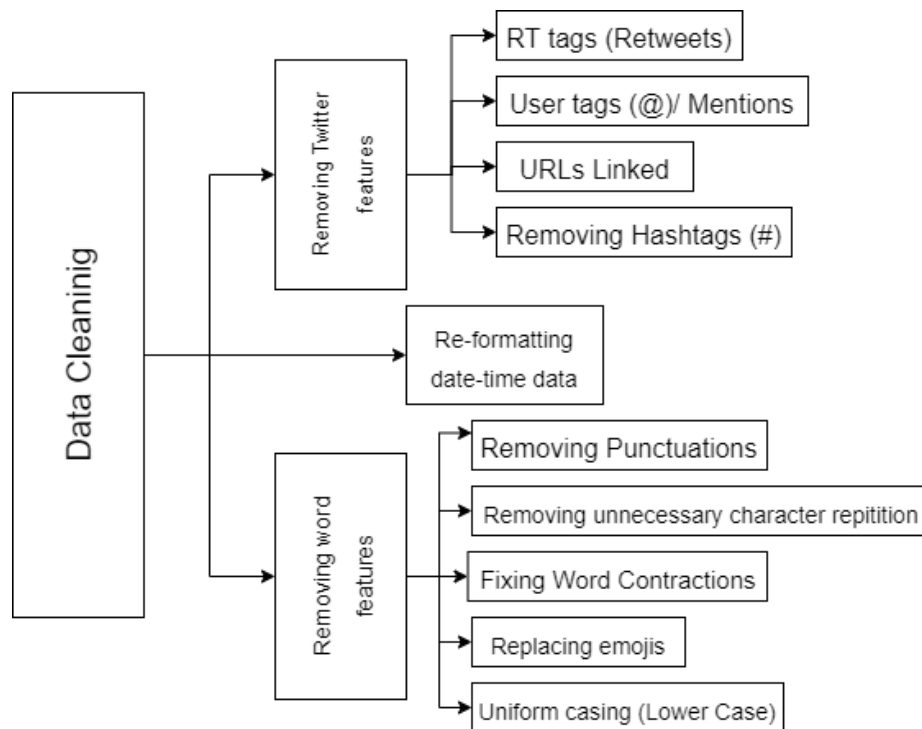 Data Cleaninig
Removing Twitter
features
RT tags (Retweets)
User tags (@)/ Mentions
URLs Linked
Removing Hashtags (#)
Re-formatting
date-time data
Removing word
features
Removing Punctuations
Removing unnecessary character repitition
Fixing Word Contractions
Replacing emojis
Uniform casing (Lower Case)